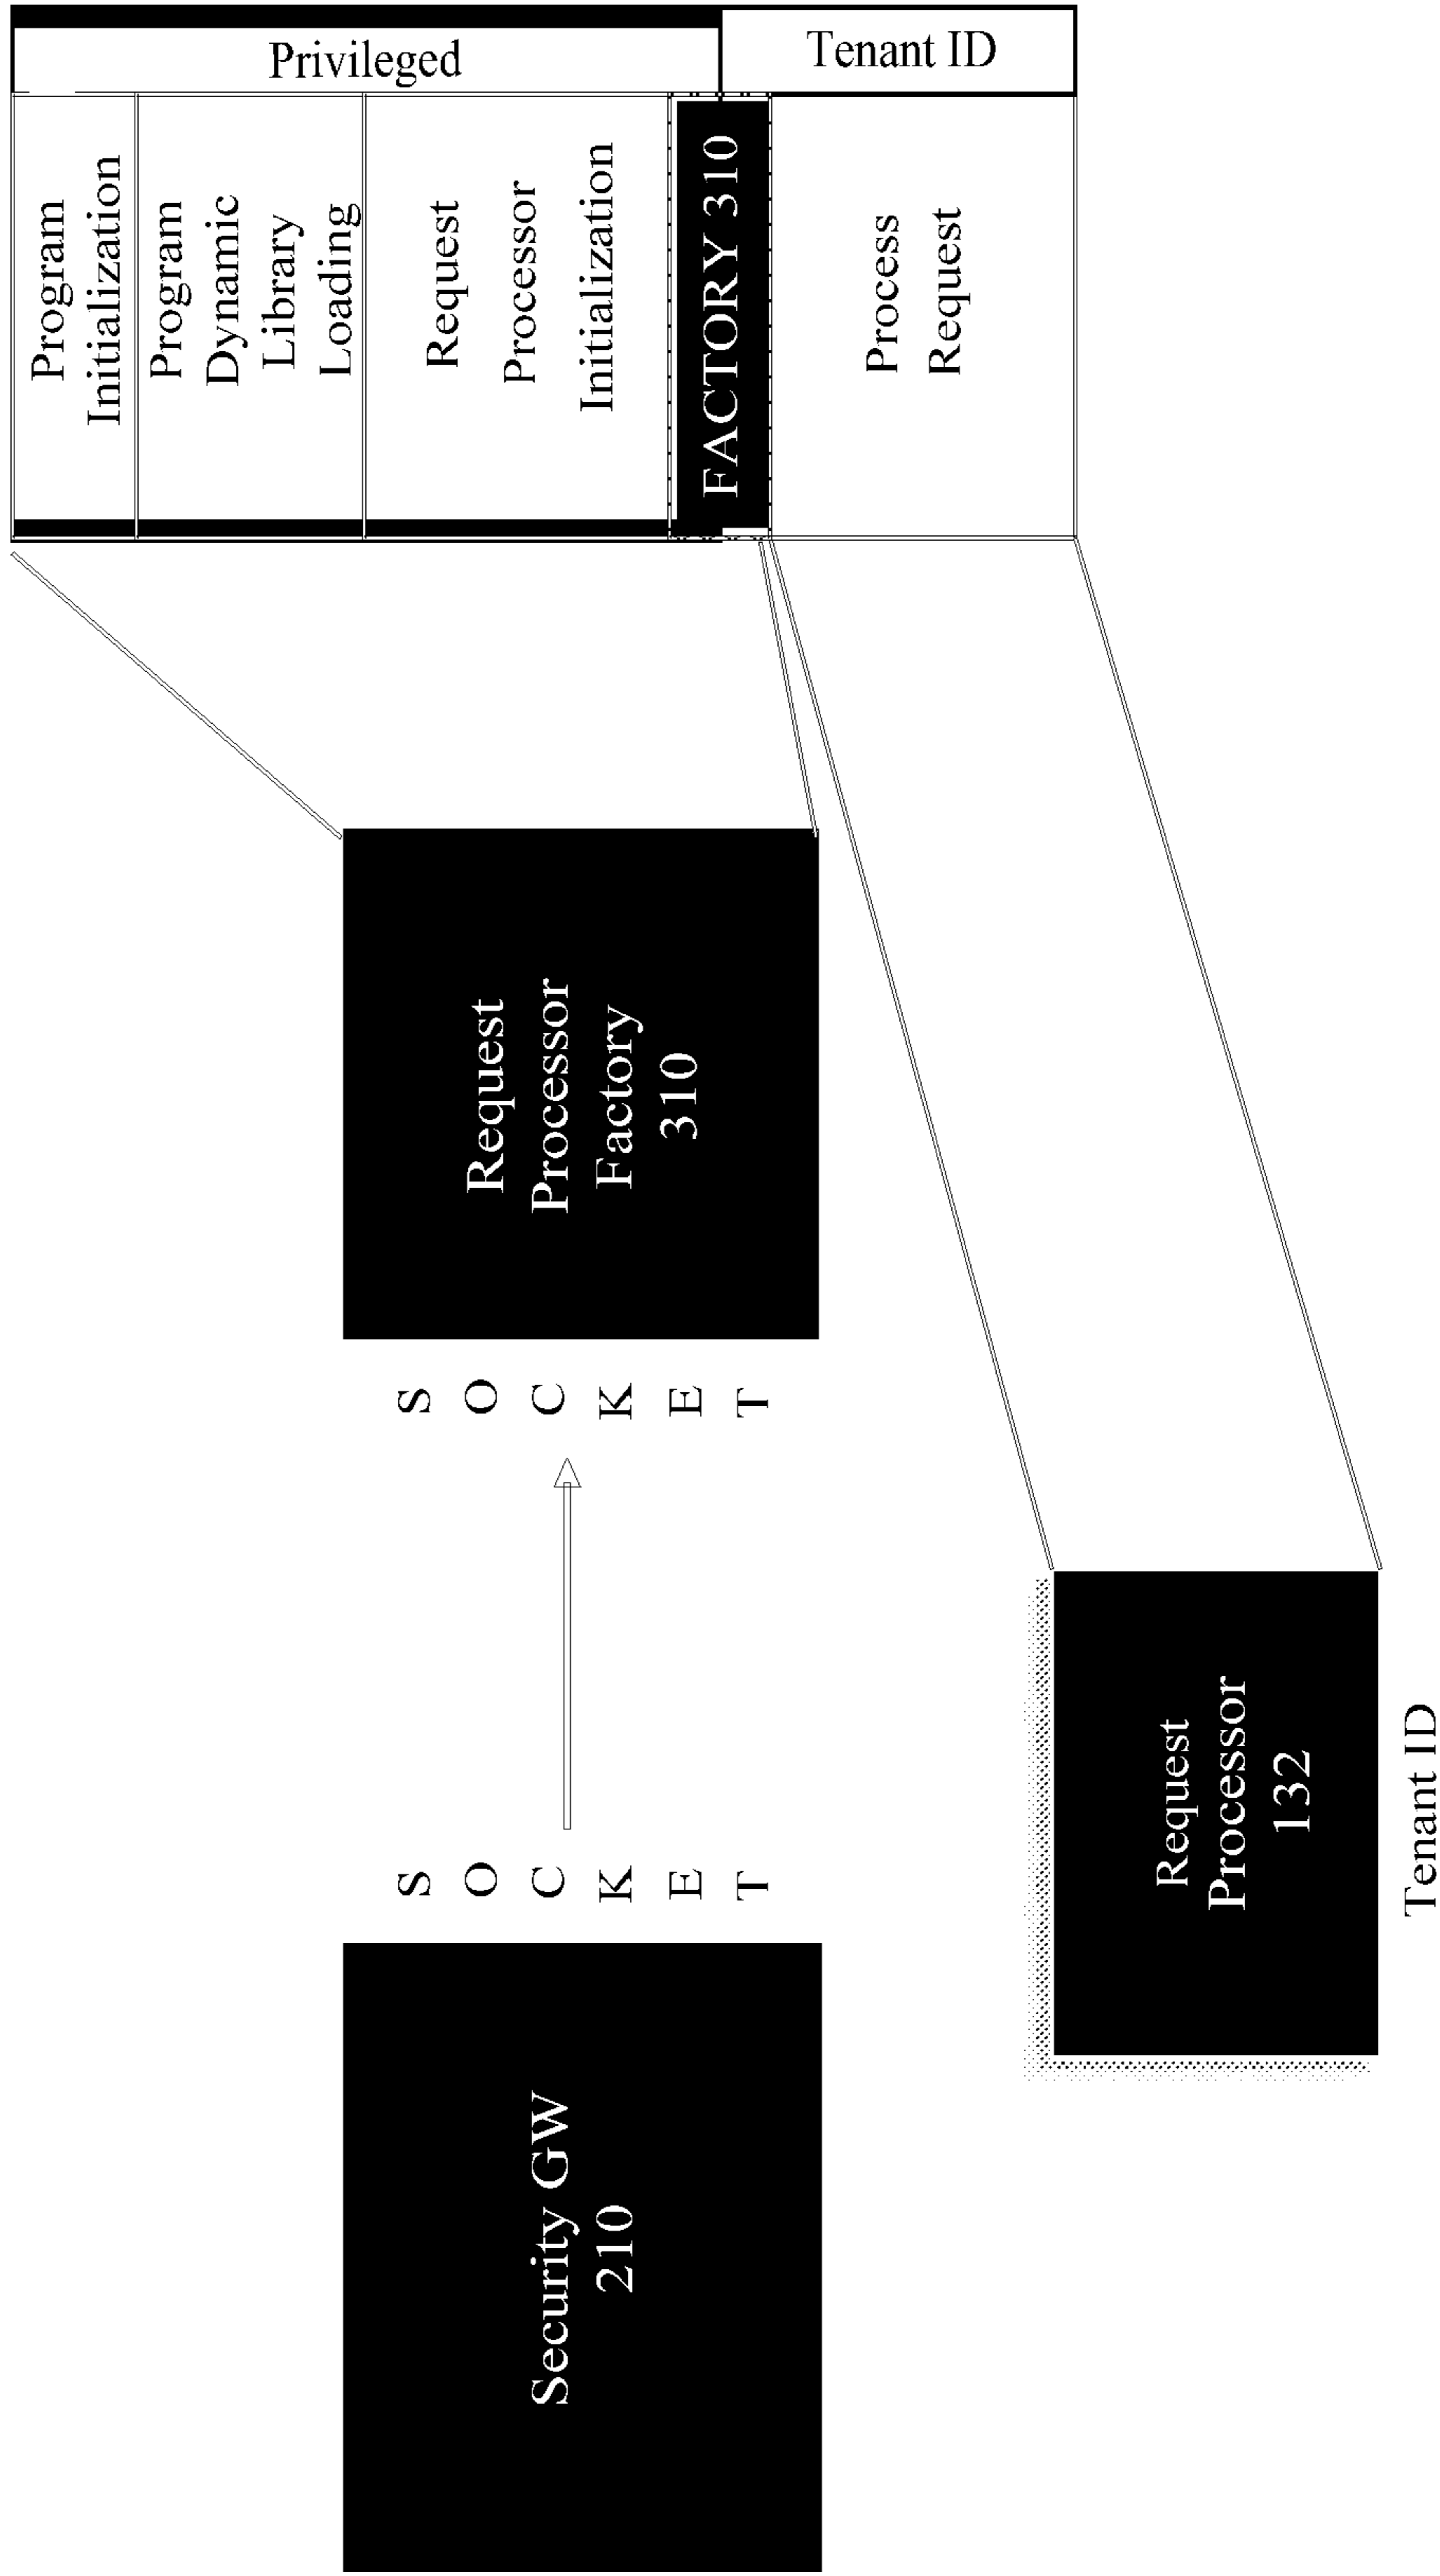 Privileged
Tenant ID
Program
Initialization
Program
Dynamic
Library
Loading
Request
Processor
Initialization
FACTORY 310
Process
Request
Request
Processor
Factory
310
S
O
C
K
E
T
S
O
C
K
E
T
Security GW
210
Request
Processor
132
Tenant ID